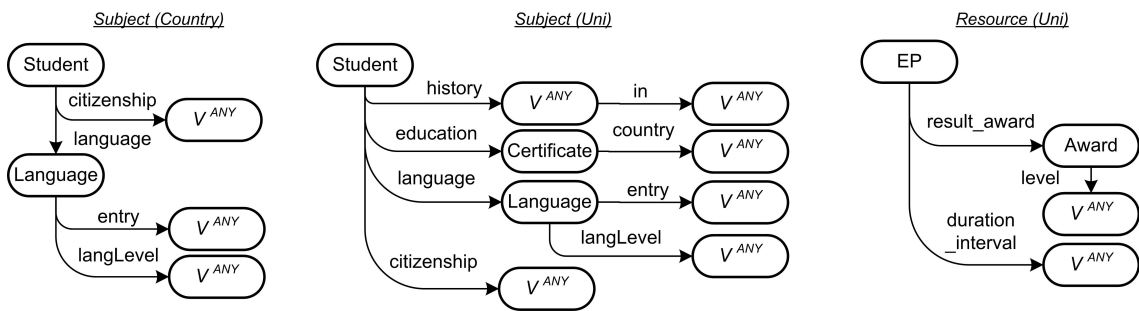 Subject (Country)
Student
citizenship
V ANY
language
Language
entry
V ANY
langLevel
V ANY
Subject (Uni)
Student
history
V ANY
in
V ANY
education
Certificate
country
V ANY
language
Language
entry
V ANY
langLevel
V ANY
citizenship
V ANY
Resource (Uni)
EP
result_award
Award
level
V ANY
duration
_interval
V ANY